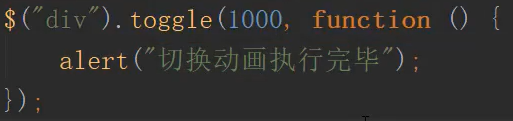 $("div").toggle(1000, function () {
    alert("切换动画执行完毕");
});